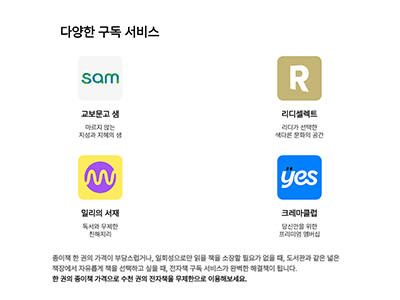 다양한 구독 서비스
sam
R
교보문고 샘
리디셀렉트
마르지 않는
지성과 지혜의 샘
리디가 선택한
색다른 문화의 공간
yes
밀리의 서재
크레마클럽
독서와 무제한
친해지리
당신만을 위한
프리미엄 멤버십
종이책 한 권의 가격이 부담스럽거나, 일회성으로만 읽을 책을 소장할 필요가 없을 때, 도서관과 같은 넓은
책장에서 자유롭게 책을 선택하고 싶을 때, 전자책 구독 서비스가 완벽한 해결책이 됩니다.
한 권의 종이책 가격으로 수천 권의 전자책을 무제한으로 이용해보세요.